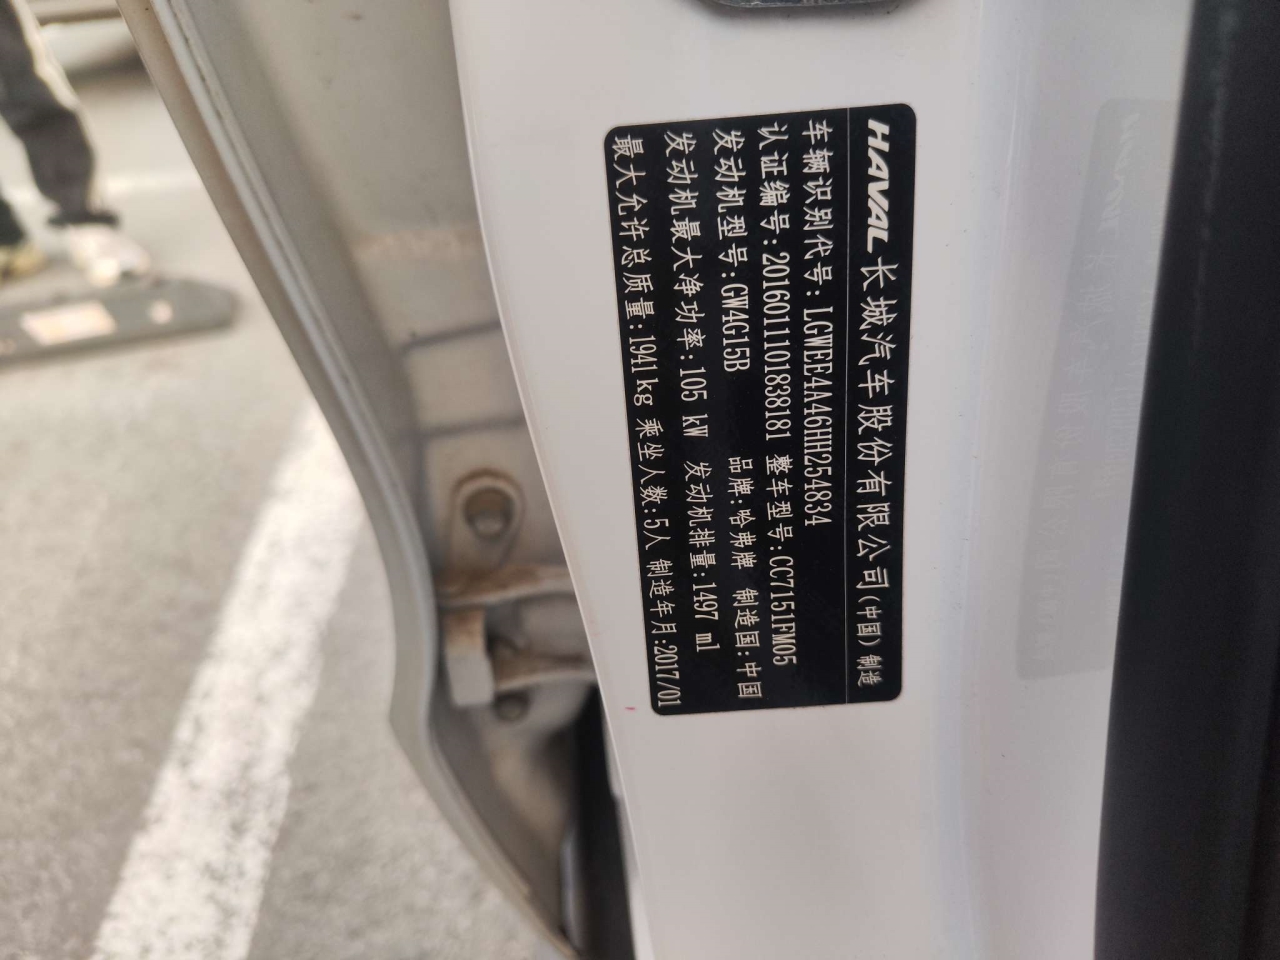 HAVAL 长城汽车股份有限公司(中国) 制造
车辆识别代号:LGWEE4A46HH254834
认证编号:2016011101838181 整车型号:CC7151FM05
发动机型号:GW4G15B 品牌:哈弗牌 制造国:中国
发动机最大净功率:105 kW 发动机排量:1497 ml
最大允许总质量:1941kg 乘坐人数:5人 制造年月:2017/01